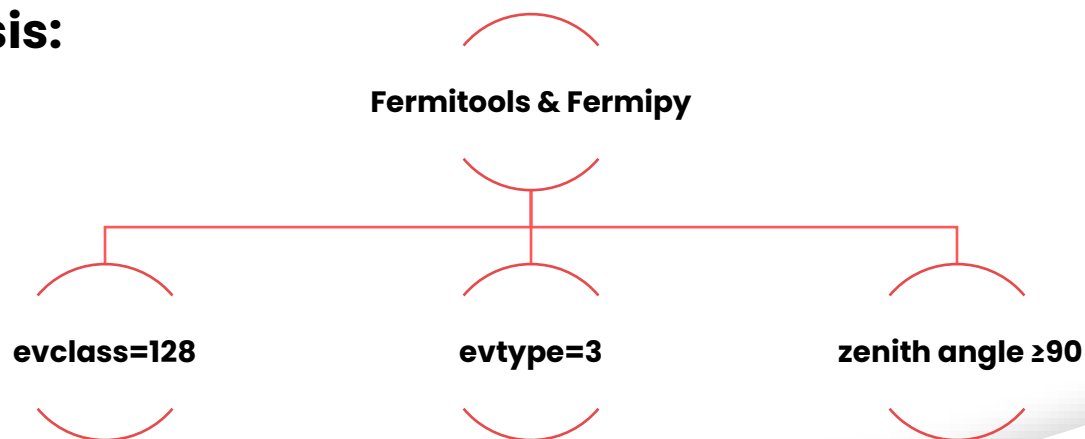 sis:
Fermitools & Fermipy
evclass=128
evtype=3
zenith angle ≥90